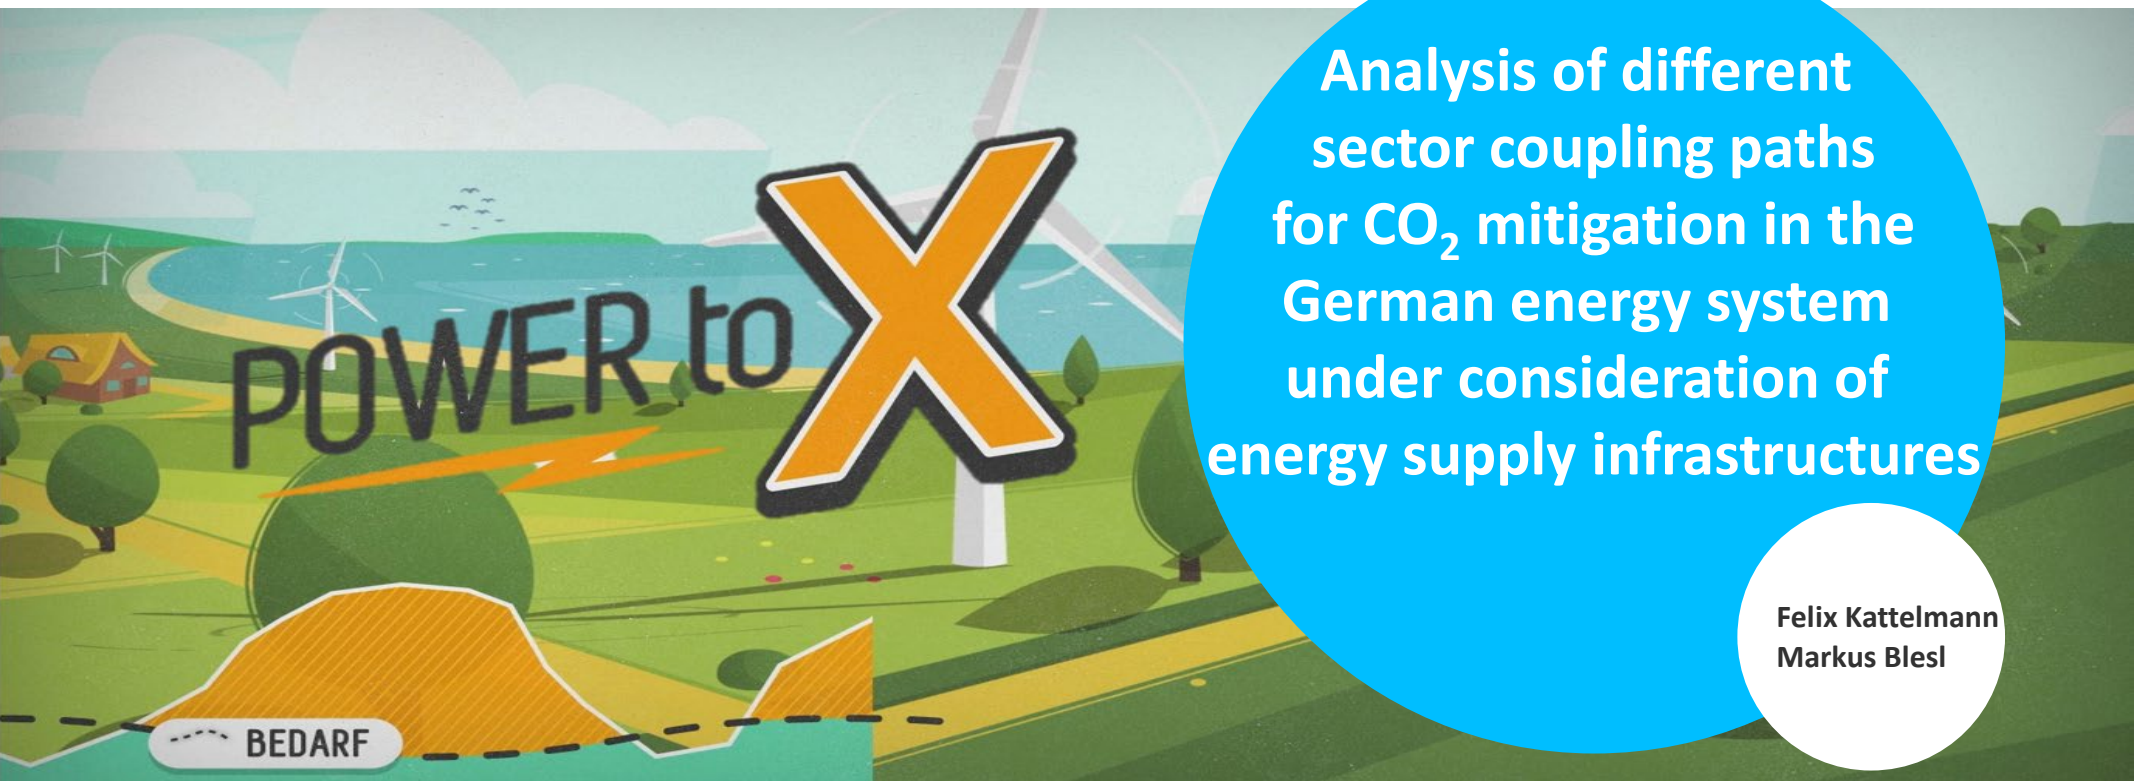 POWER to X
BEDARF
Analysis of different
sector coupling paths
for CO₂ mitigation in the
German energy system
under consideration of
energy supply infrastructures
Felix Kattelmann
Markus Blesl